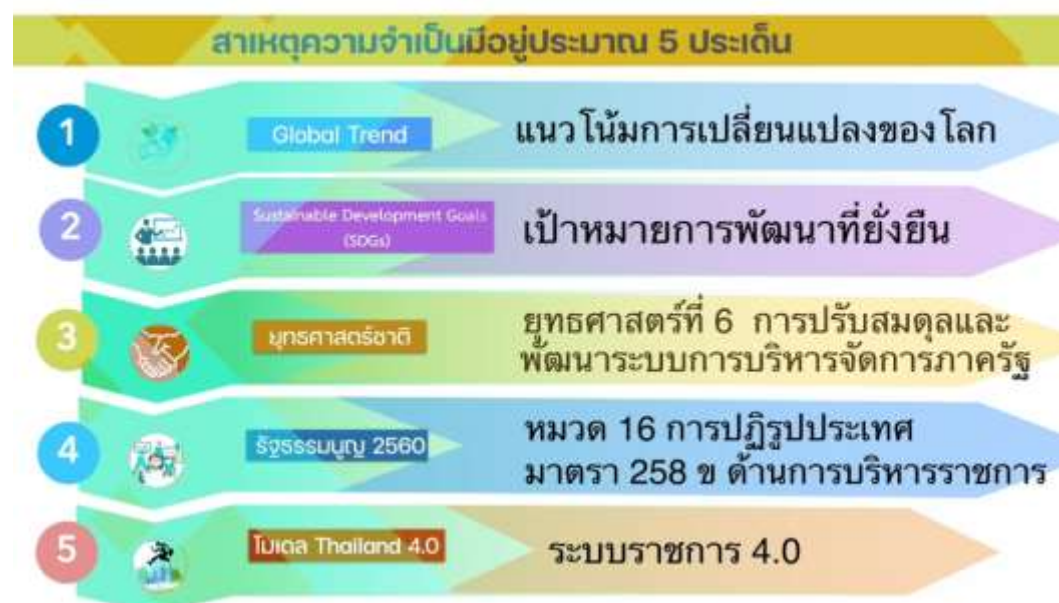 สาเหตุความจำเป็นมีอยู่ประมาณ 5 ประเด็น
1
Global Trend
แนวโน้มการเปลี่ยนแปลงของโลก
2
Sustainable Development Goals
(SDGs)
เป้าหมายการพัฒนาที่ยั่งยืน
3
ยุทธศาสตร์ชาติ
ยุทธศาสตร์ที่ 6 การปรับสมดุลและ
พัฒนาระบบการบริหารจัดการภาครัฐ
4
รัฐธรรมนูญ 2560
หมวด 16 การปฏิรูปประเทศ
มาตรา 258 ข ด้านการบริหารราชการ
5
โมเดล Thailand 4.0
ระบบราชการ 4.0